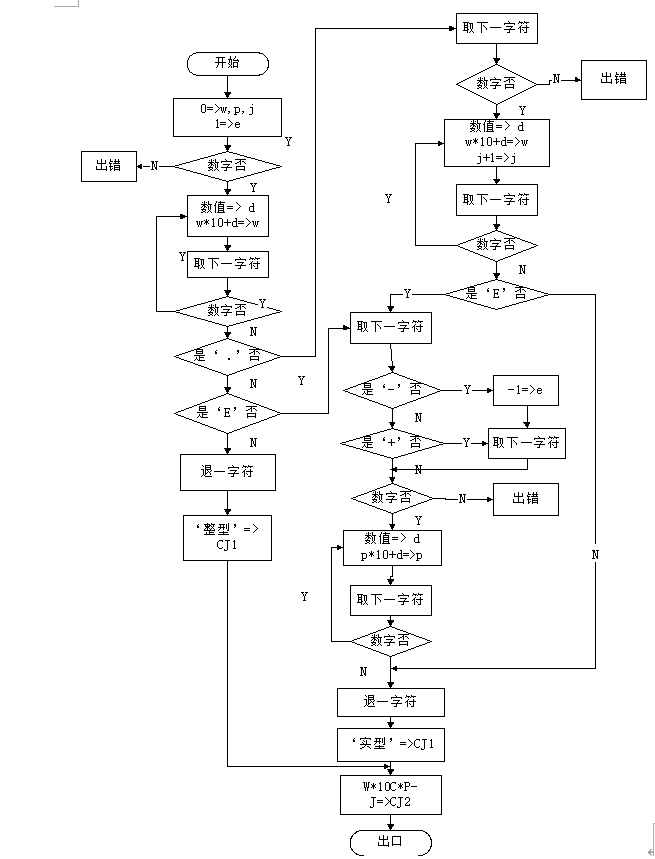 开始
0=>w,p,j
1=>e
Y
数字否
N
出错
Y
数值=> d
w*10+d=>w
Y
取下一字符
数字否
Y
N
是‘.’否
N
Y
是‘E’否
N
退一字符
‘整型’=>
CJ1
取下一字符
数字否
N
出错
Y
数值=> d
w*10+d=>w
j+1=>j
Y
取下一字符
数字否
N
是‘E’否
Y
取下一字符
是‘-’否
Y
-1=>e
N
是‘+’否
Y
取下一字符
N
数字否
N
出错
Y
数值=> d
p*10+d=>p
N
Y
取下一字符
数字否
N
退一字符
‘实型’=>CJ1
W*10C*P-
J=>CJ2
出口